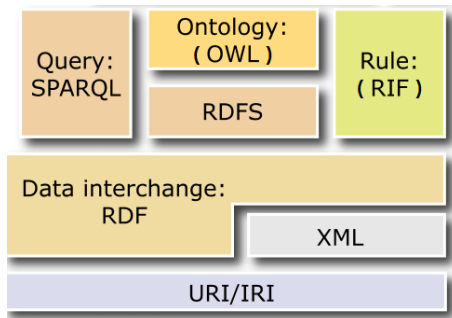 Query:
SPARQL
Ontology:
( OWL )
RDFS
Rule:
( RIF )
Data interchange:
RDF
XML
URI/IRI